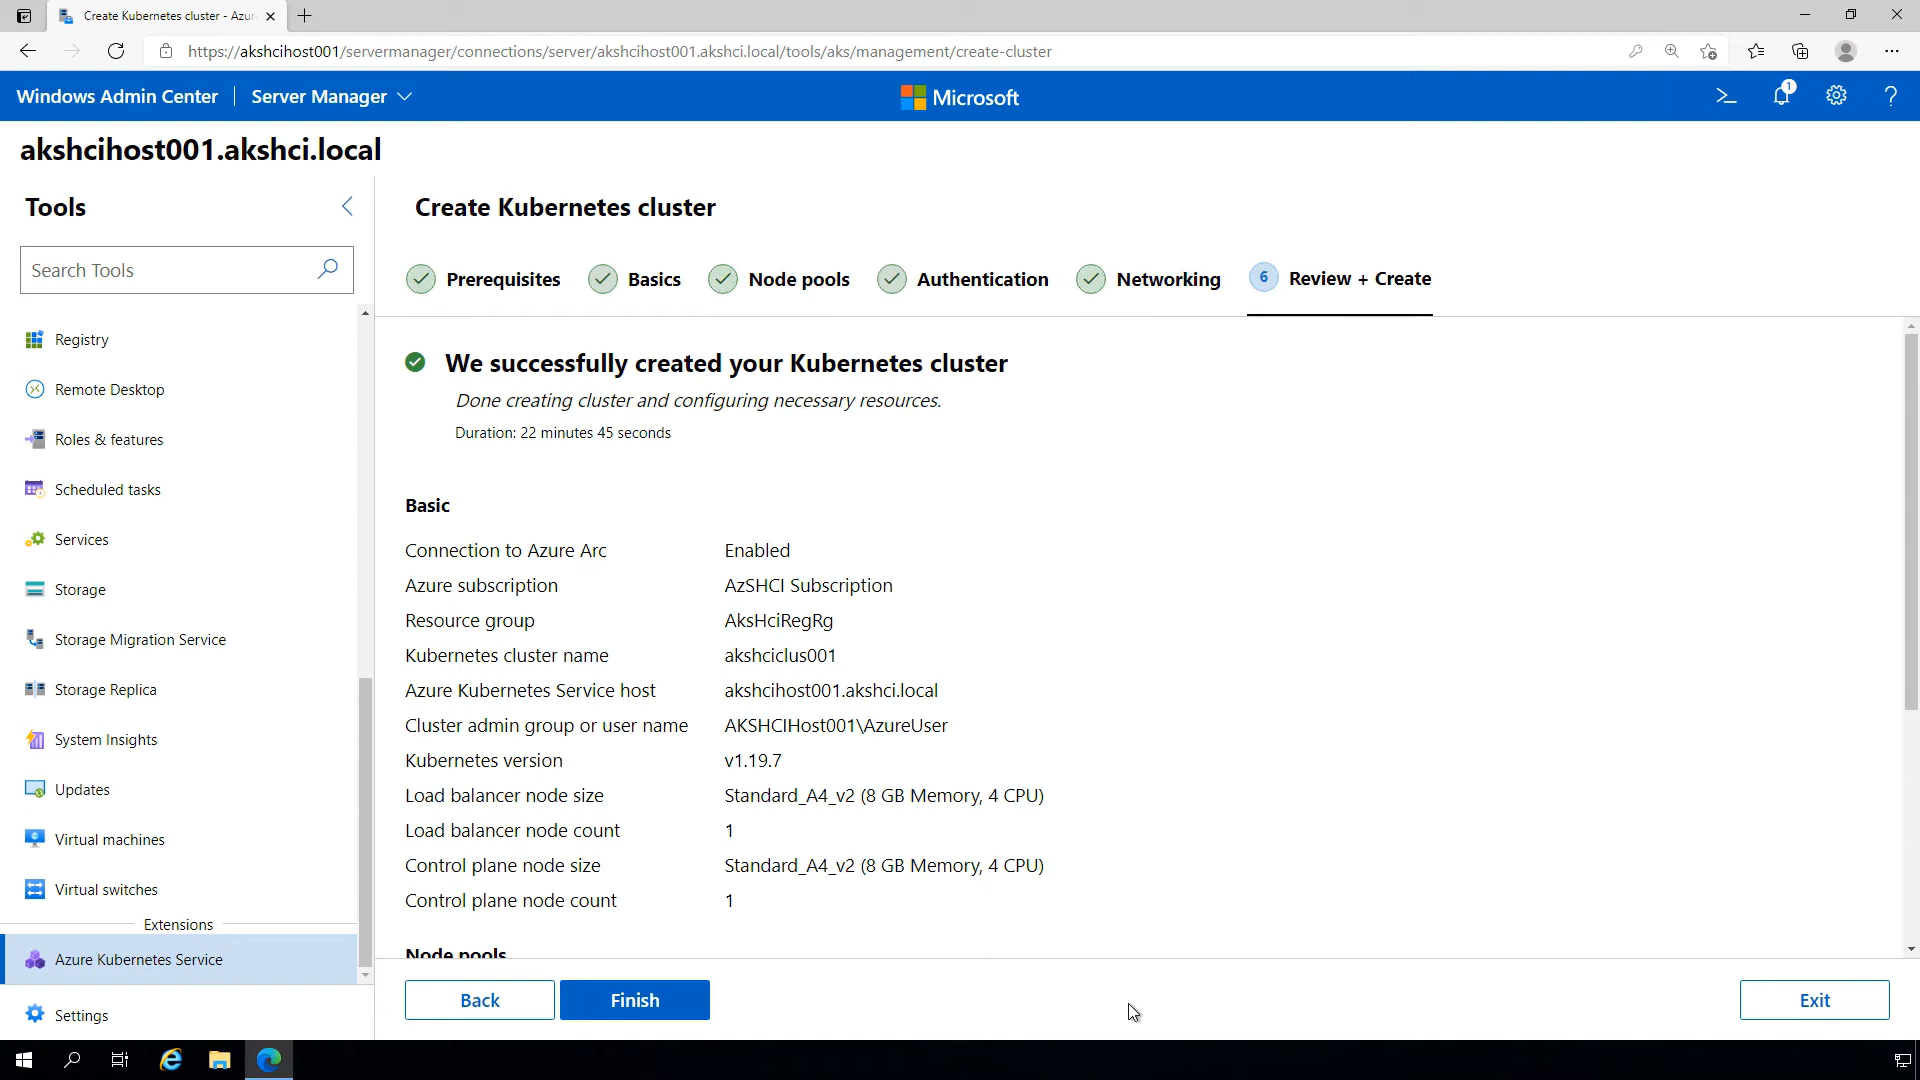 Create Kubernetes cluster - Azur
https://akshcihost001/servermanager/connections/server/akshcihost001.akshci.local/tools/aks/management/create-cluster
Windows Admin Center | Server Manager
Microsoft
1
?
akshcihost001.akshci.local
Tools
Search Tools
Registry
Remote Desktop
Roles & features
Scheduled tasks
Services
Storage
Storage Migration Service
Storage Replica
System Insights
Updates
Virtual machines
Virtual switches
Extensions
Azure Kubernetes Service
Settings
Create Kubernetes cluster
Prerequisites Basics Node pools Authentication Networking 6 Review + Create
We successfully created your Kubernetes cluster
Done creating cluster and configuring necessary resources.
Duration: 22 minutes 45 seconds
Basic
Connection to Azure Arc Enabled
Azure subscription AzSHCI Subscription
Resource group AksHciRegRg
Kubernetes cluster name akshciclus001
Azure Kubernetes Service host akshcihost001.akshci.local
Cluster admin group or user name AKSHCIHost001\AzureUser
Kubernetes version v1.19.7
Load balancer node size Standard_A4_v2 (8 GB Memory, 4 CPU)
Load balancer node count 1
Control plane node size Standard_A4_v2 (8 GB Memory, 4 CPU)
Control plane node count 1
Node pools
Back Finish Exit